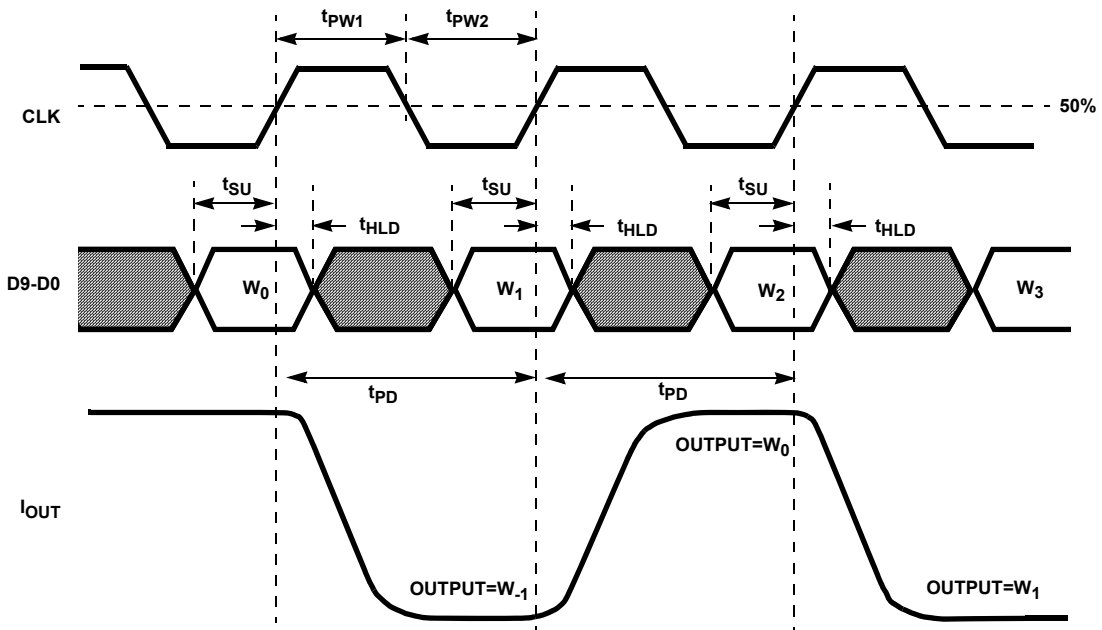 tPW1 tPW2
CLK
50%
tSU tSU tSU
tHLD tHLD tHLD
D9-D0
W0 W1 W2 W3
tPD tPD
OUTPUT=W0
IOUT
OUTPUT=W-1 OUTPUT=W1